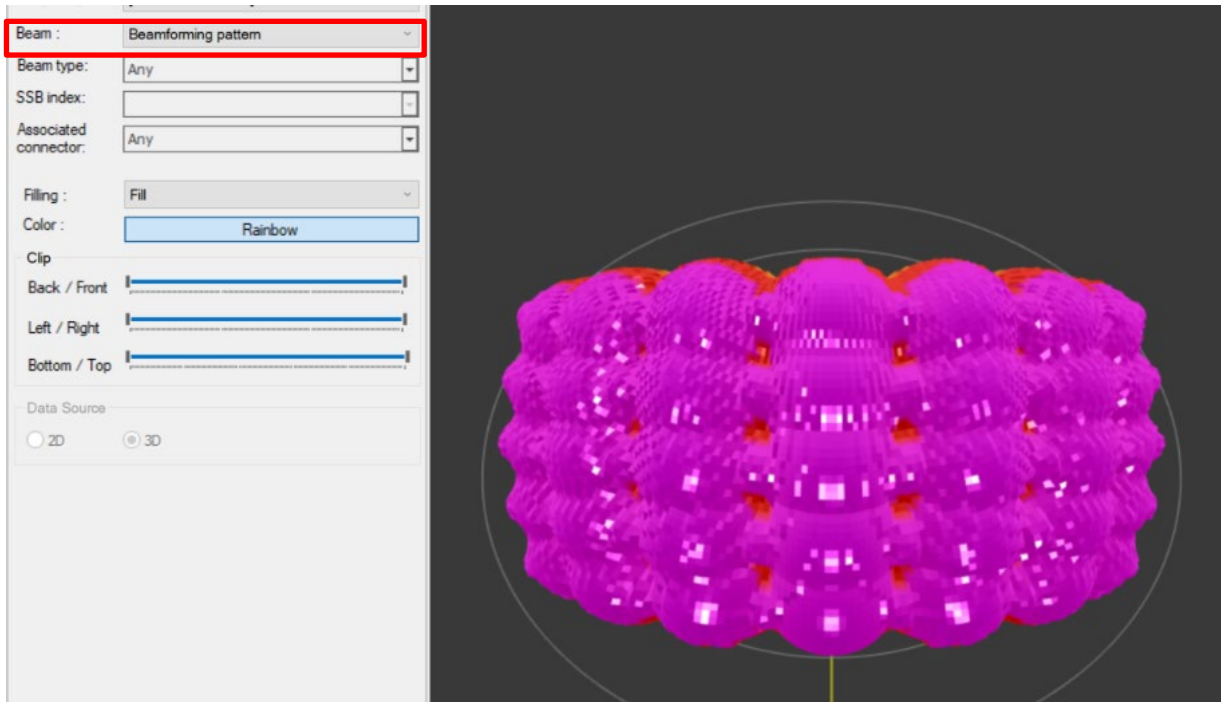 Beam : Beamforming pattern
Beam type: Any
SSB index:
Associated
connector: Any
Filling : Fill
Color : Rainbow
Clip
Back / Front
Left / Right
Bottom / Top
Data Source
2D 3D